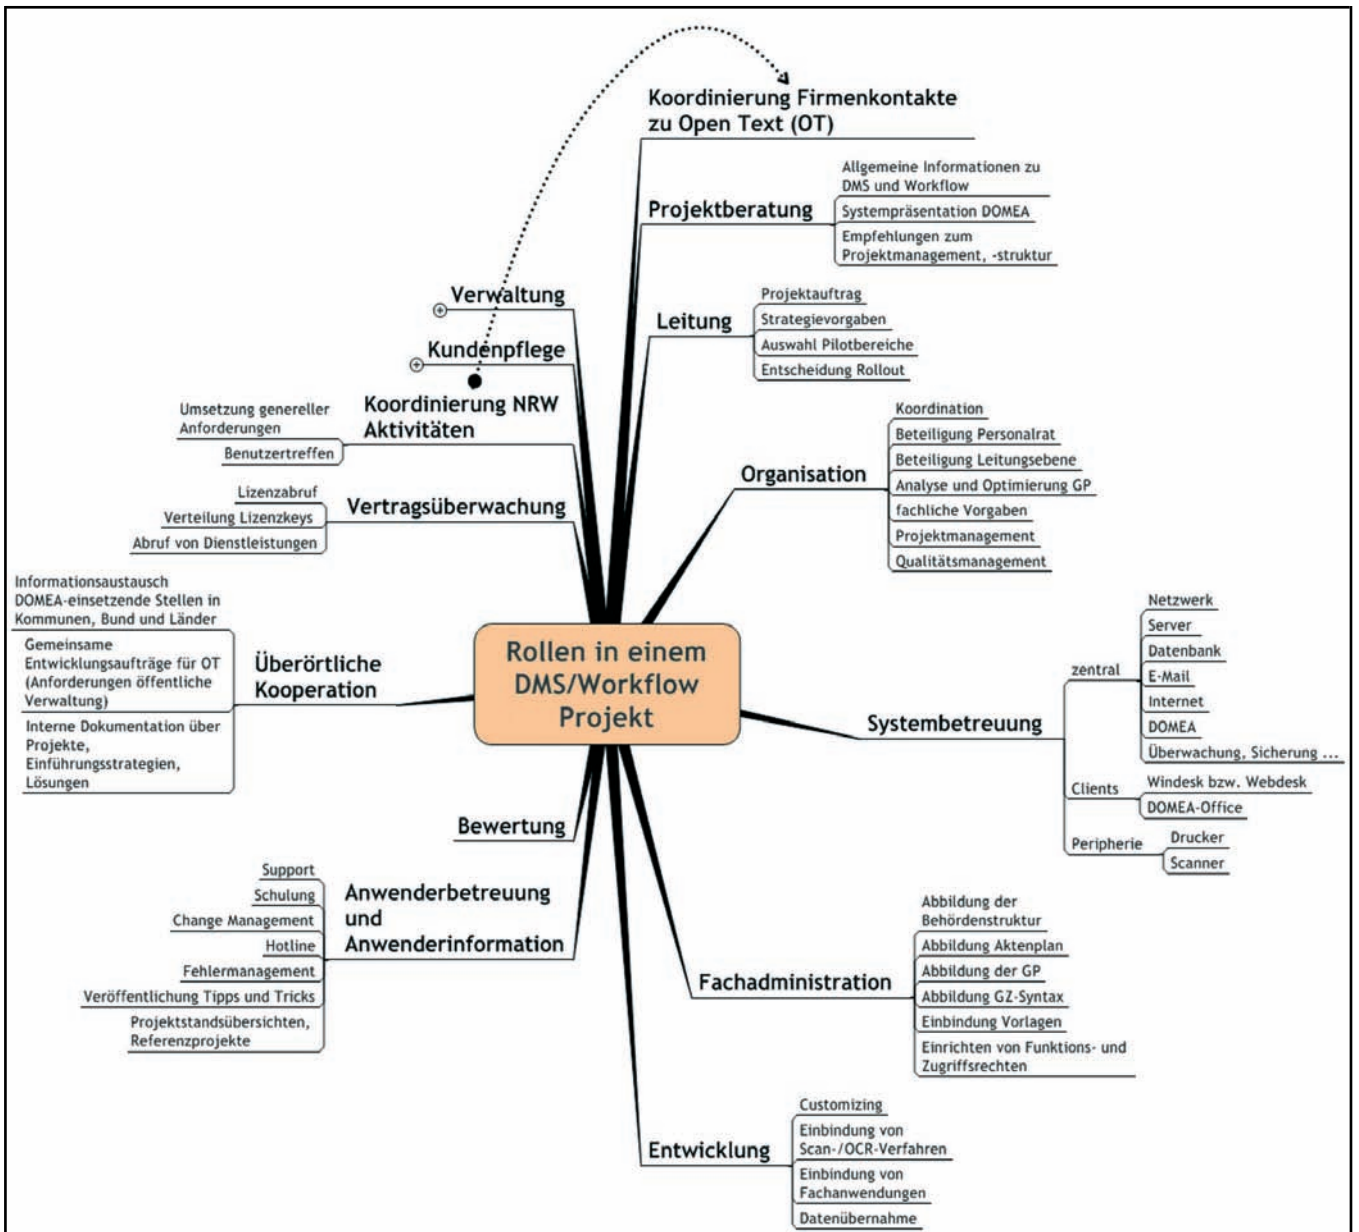 Koordinierung Firmenkontakte
zu Open Text (OT)
Projektberatung
Allgemeine Informationen zu
DMS und Workflow
Systempräsentation DOMEA
Empfehlungen zum
Projektmanagement, -struktur
Leitung
Projektauftrag
Strategievorgaben
Auswahl Pilotbereiche
Entscheidung Rollout
Organisation
Koordination
Beteiligung Personalrat
Beteiligung Leitungsebene
Analyse und Optimierung GP
fachliche Vorgaben
Projektmanagement
Qualitätsmanagement
Systembetreuung
zentral
Netzwerk
Server
Datenbank
E-Mail
Internet
DOMEA
Überwachung, Sicherung ...
Clients
Windesk bzw. Webdesk
DOMEA-Office
Peripherie
Drucker
Scanner
Fachadministration
Abbildung der
Behördenstruktur
Abbildung Aktenplan
Abbildung der GP
Abbildung GZ-Syntax
Einbindung Vorlagen
Einrichten von Funktions- und
Zugriffsrechten
Entwicklung
Customizing
Einbindung von
Scan-/OCR-Verfahren
Einbindung von
Fachanwendungen
Datenübernahme
Rollen in einem
DMS/Workflow
Projekt
Verwaltung
Kundenpflege
Koordinierung NRW
Aktivitäten
Umsetzung genereller
Anforderungen
Benutzertreffen
Vertragsüberwachung
Lizenzabruf
Verteilung Lizenzkeys
Abruf von Dienstleistungen
Überörtliche
Kooperation
Informationsaustausch
DOMEA-einsetzende Stellen in
Kommunen, Bund und Länder
Gemeinsame
Entwicklungsaufträge für OT
(Anforderungen öffentliche
Verwaltung)
Interne Dokumentation über
Projekte,
Einführungsstrategien,
Lösungen
Bewertung
Anwenderbetreuung
und
Anwenderinformation
Support
Schulung
Change Management
Hotline
Fehlermanagement
Veröffentlichung Tipps und Tricks
Projektstandsübersichten,
Referenzprojekte